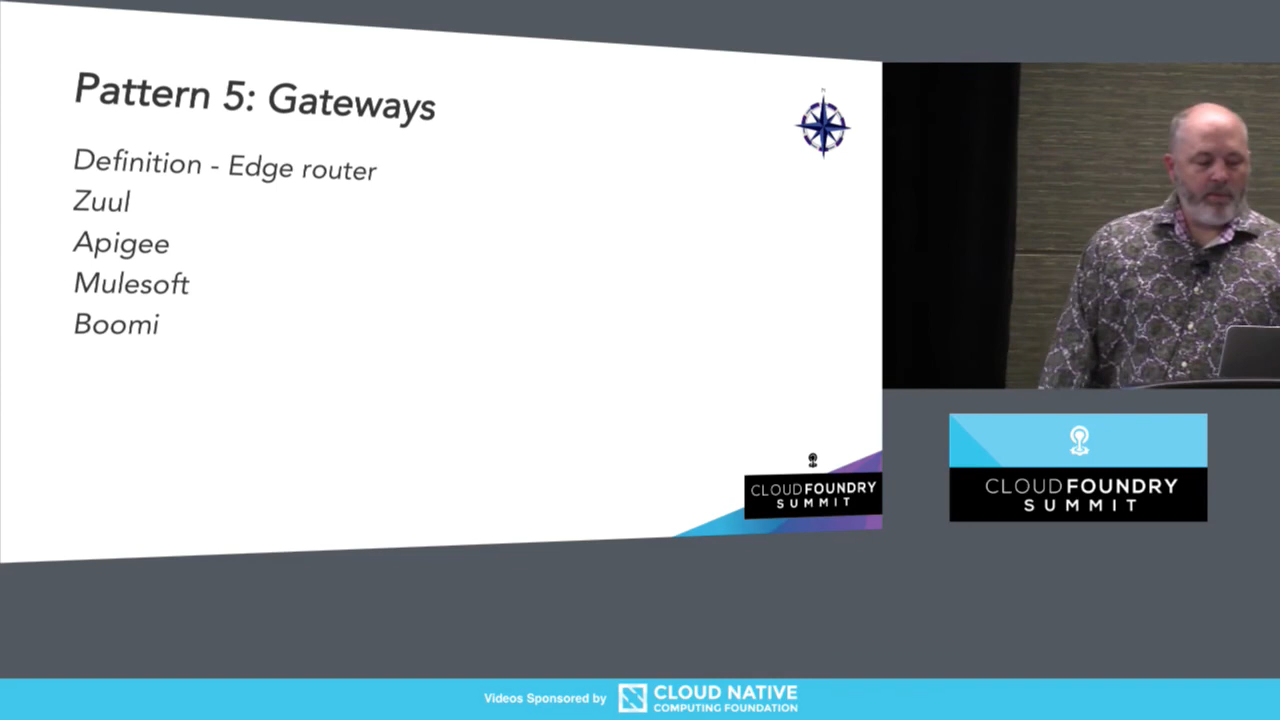 Pattern 5: Gateways
N
Definition - Edge router
Zuul
Apigee
Mulesoft
Boomi
CLOUDFOUNDRY
SUMMIT
CLOUDFOUNDRY
SUMMIT
Videos Sponsored by
CLOUD NATIVE
COMPUTING FOUNDATION